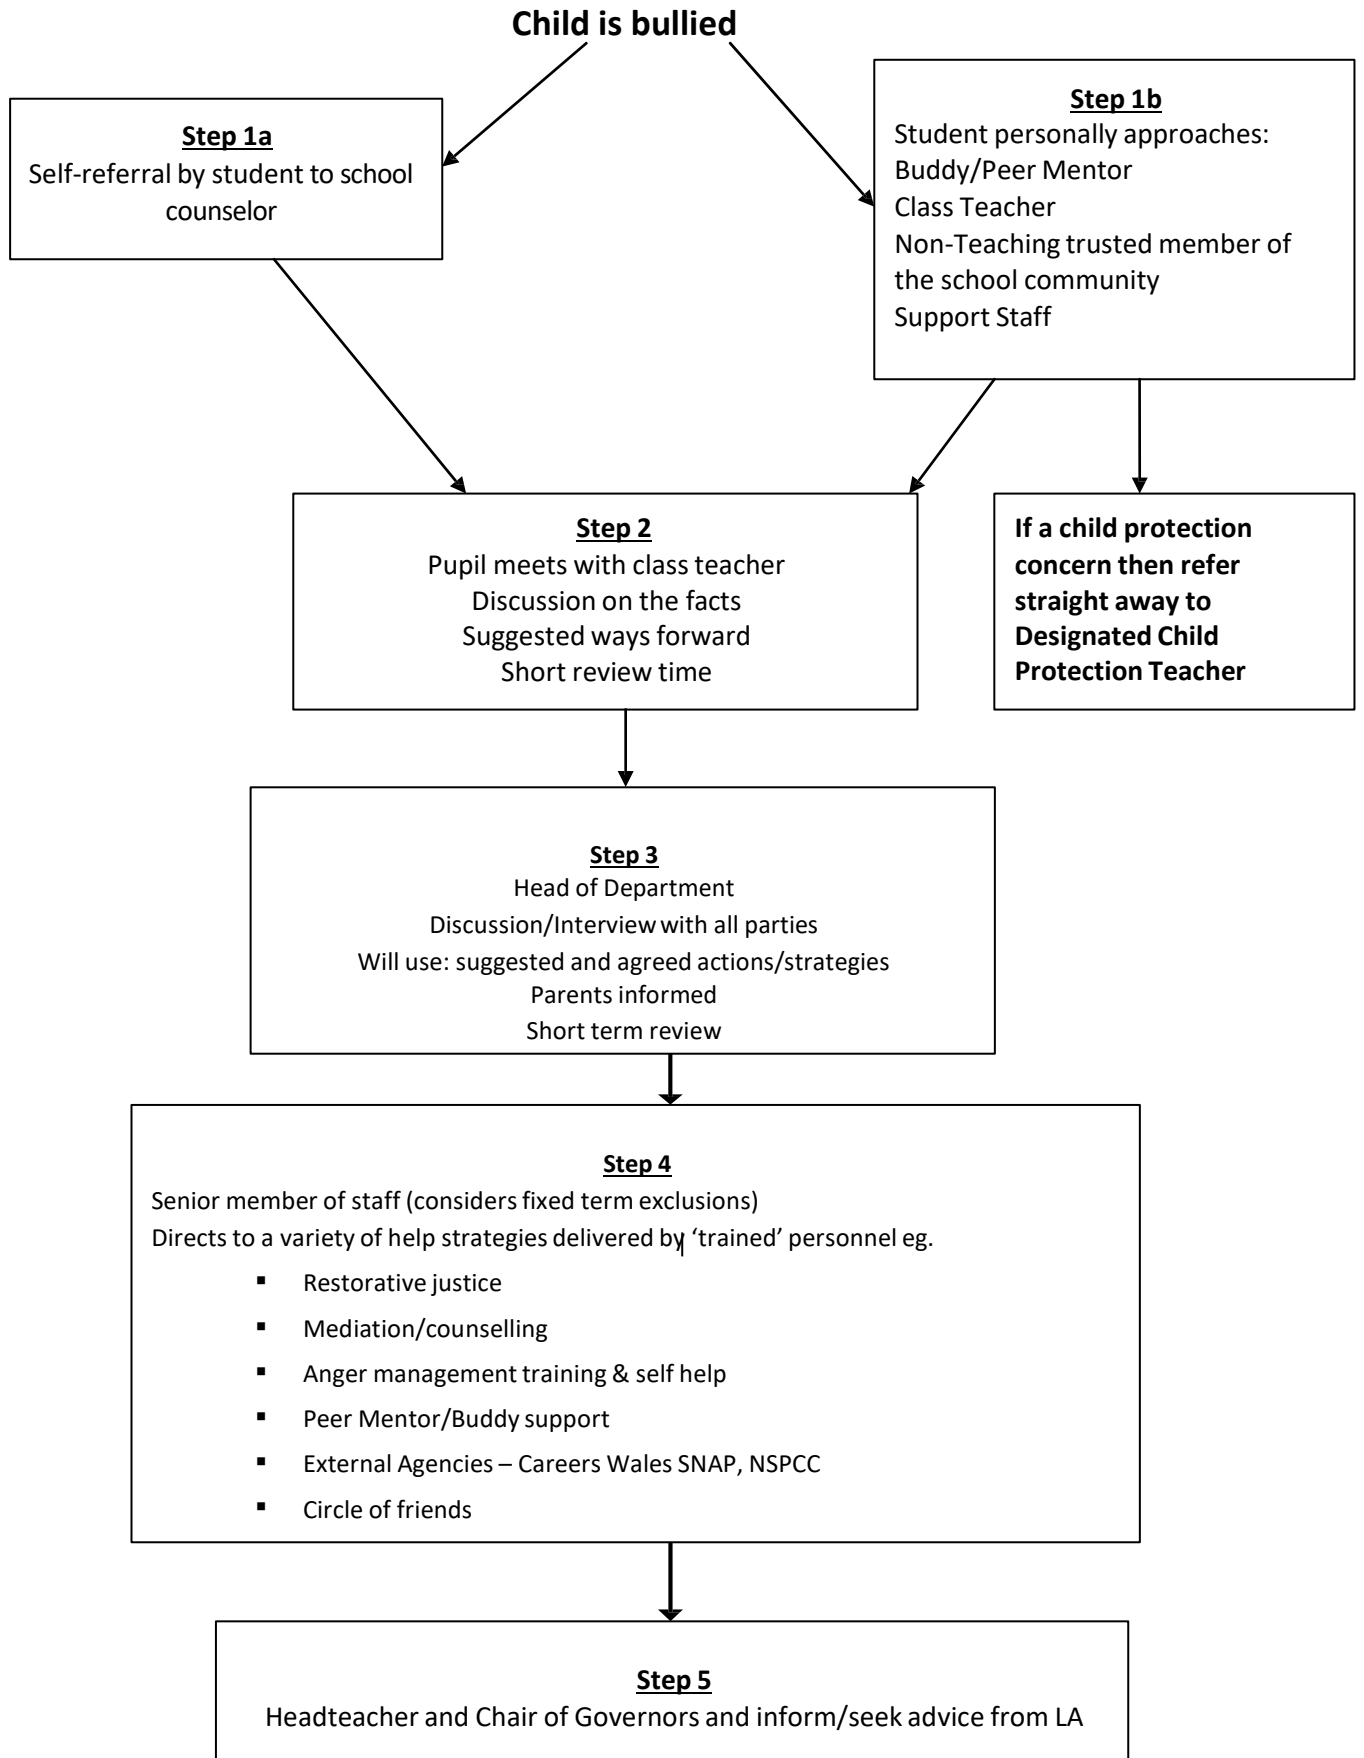 Child is bullied
Step 1a
Self-referral by student to school
counselor
Step 1b
Student personally approaches:
Buddy/Peer Mentor
Class Teacher
Non-Teaching trusted member of
the school community
Support Staff
Step 2
Pupil meets with class teacher
Discussion on the facts
Suggested ways forward
Short review time
If a child protection
concern then refer
straight away to
Designated Child
Protection Teacher
Step 3
Head of Department
Discussion/Interview with all parties
Will use: suggested and agreed actions/strategies
Parents informed
Short term review
Step 4
Senior member of staff (considers fixed term exclusions)
Directs to a variety of help strategies delivered by ‘trained’ personnel eg.
▪ Restorative justice
▪ Mediation/counselling
▪ Anger management training & self help
▪ Peer Mentor/Buddy support
▪ External Agencies – Careers Wales SNAP, NSPCC
▪ Circle of friends
Step 5
Headteacher and Chair of Governors and inform/seek advice from LA